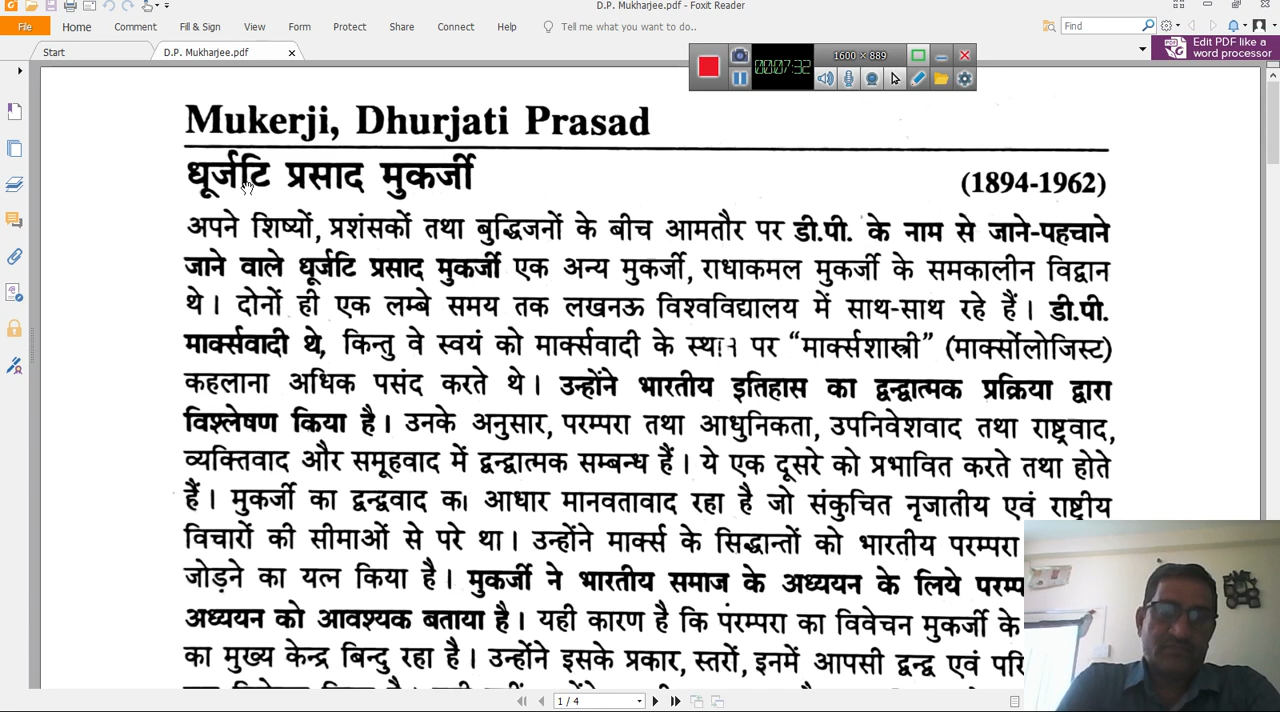 D.P. Mukharjee.pdf - Foxit Reader
File Home Comment Fill & Sign View Form Protect Share Connect Help Tell me what you want to do.. Find
Start D.P. Mukharjee.pdf
Edit PDF like a
word processor
00:07:32
1600 × 889
Mukerji, Dhurjati Prasad
धूर्जटि प्रसाद मुकर्जी (1894-1962)
अपने शिष्यों, प्रशंसकों तथा बुद्धिजनों के बीच आमतौर पर डी.पी. के नाम से जाने-पहचाने
जाने वाले धूर्जटि प्रसाद मुकर्जी एक अन्य मुकर्जी, राधाकमल मुकर्जी के समकालीन विद्वान
थे। दोनों ही एक लम्बे समय तक लखनऊ विश्वविद्यालय में साथ-साथ रहे हैं। डी.पी.
मार्क्सवादी थे, किन्तु वे स्वयं को मार्क्सवादी के स्थान पर “मार्क्सशास्त्री” (मार्क्सोलोजिस्ट)
कहलाना अधिक पसंद करते थे। उन्होंने भारतीय इतिहास का द्वन्द्वात्मक प्रक्रिया द्वारा
विश्लेषण किया है। उनके अनुसार, परम्परा तथा आधुनिकता, उपनिवेशवाद तथा राष्ट्रवाद,
व्यक्तिवाद और समूहवाद में द्वन्द्वात्मक सम्बन्ध हैं। ये एक दूसरे को प्रभावित करते तथा होते
हैं। मुकर्जी का द्वन्द्ववाद का आधार मानवतावाद रहा है जो संकुचित नृजातीय एवं राष्ट्रीय
विचारों की सीमाओं से परे था। उन्होंने मार्क्स के सिद्धान्तों को भारतीय परम्परा
जोड़ने का यत्न किया है। मुकर्जी ने भारतीय समाज के अध्ययन के लिये परम्प
अध्ययन को आवश्यक बताया है। यही कारण है कि परम्परा का विवेचन मुकर्जी के
का मुख्य केन्द्र बिन्दु रहा है। उन्होंने इसके प्रकार, स्तरों, इनमें आपसी द्वन्द्व एवं परि
1 / 4